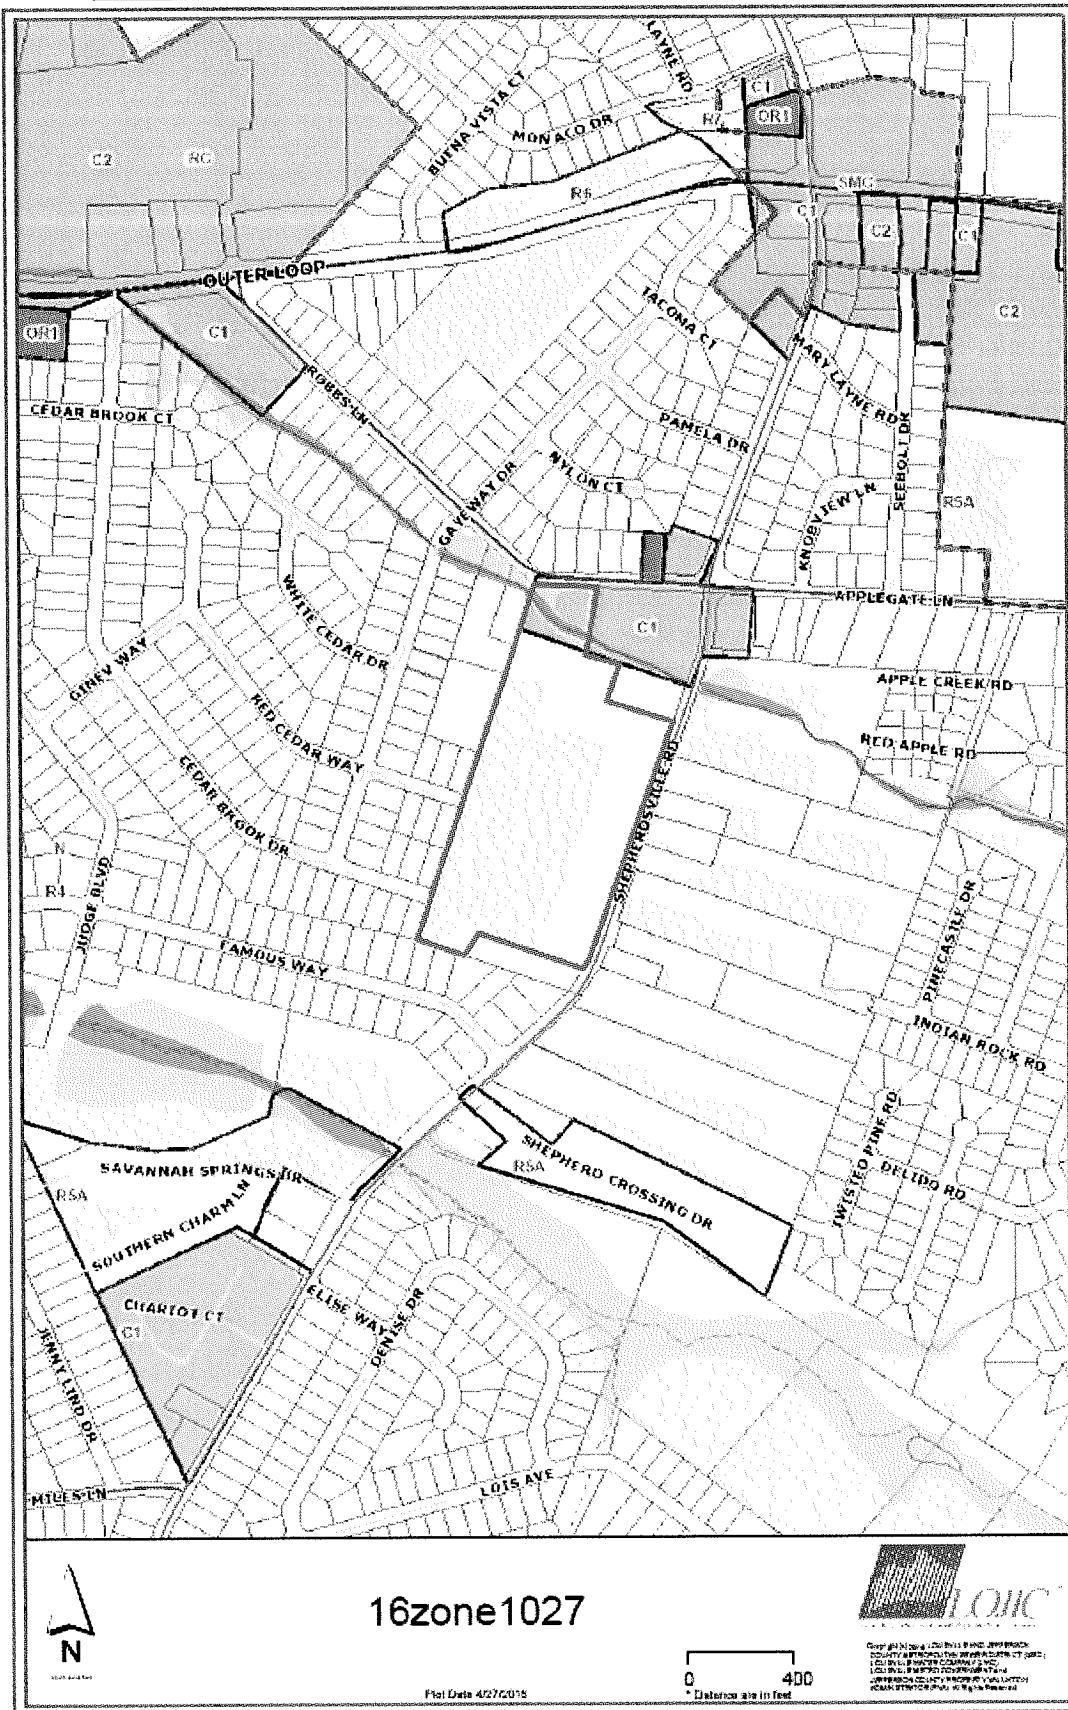 LAYNE RD
C1
OR1
BUENA VISTA CT
MONACO DR
C2
RC
R6
SMC
C1
C2
C1
OUTER LOOP
TACOMA CT
C2
OR1
C1
ROBBS LN
MARY LAYNE RD
CEDAR BROOK CT
PAMELA DR
SEEBOLT DR
NYLON CT
GAYEWAY DR
KNOBVIEW LN
R5A
WHITE CEDAR DR
APPLEGATE LN
C1
GINEV WAY
APPLE CREEK RD
RED CEDAR WAY
RED APPLE RD
CEDAR BROOK DR
SHEPHERDSVILLE RD
N
R4
JUDGE BLVD
FAMOUS WAY
PINECASTLE DR
INDIAN ROCK RD
SAVANNAH SPRINGS DR
SHEPHERD CROSSING DR
R5A
TWISTED PINE RD
DELIDO RD
R5A
SOUTHERN CHARM LN
CHARIOT CT
C1
ELISE WAY
DENISE DR
JENNY LIND DR
LOIS AVE
MILES LN
N
16zone1027
LOJIC
0 400
* Distance are in feet